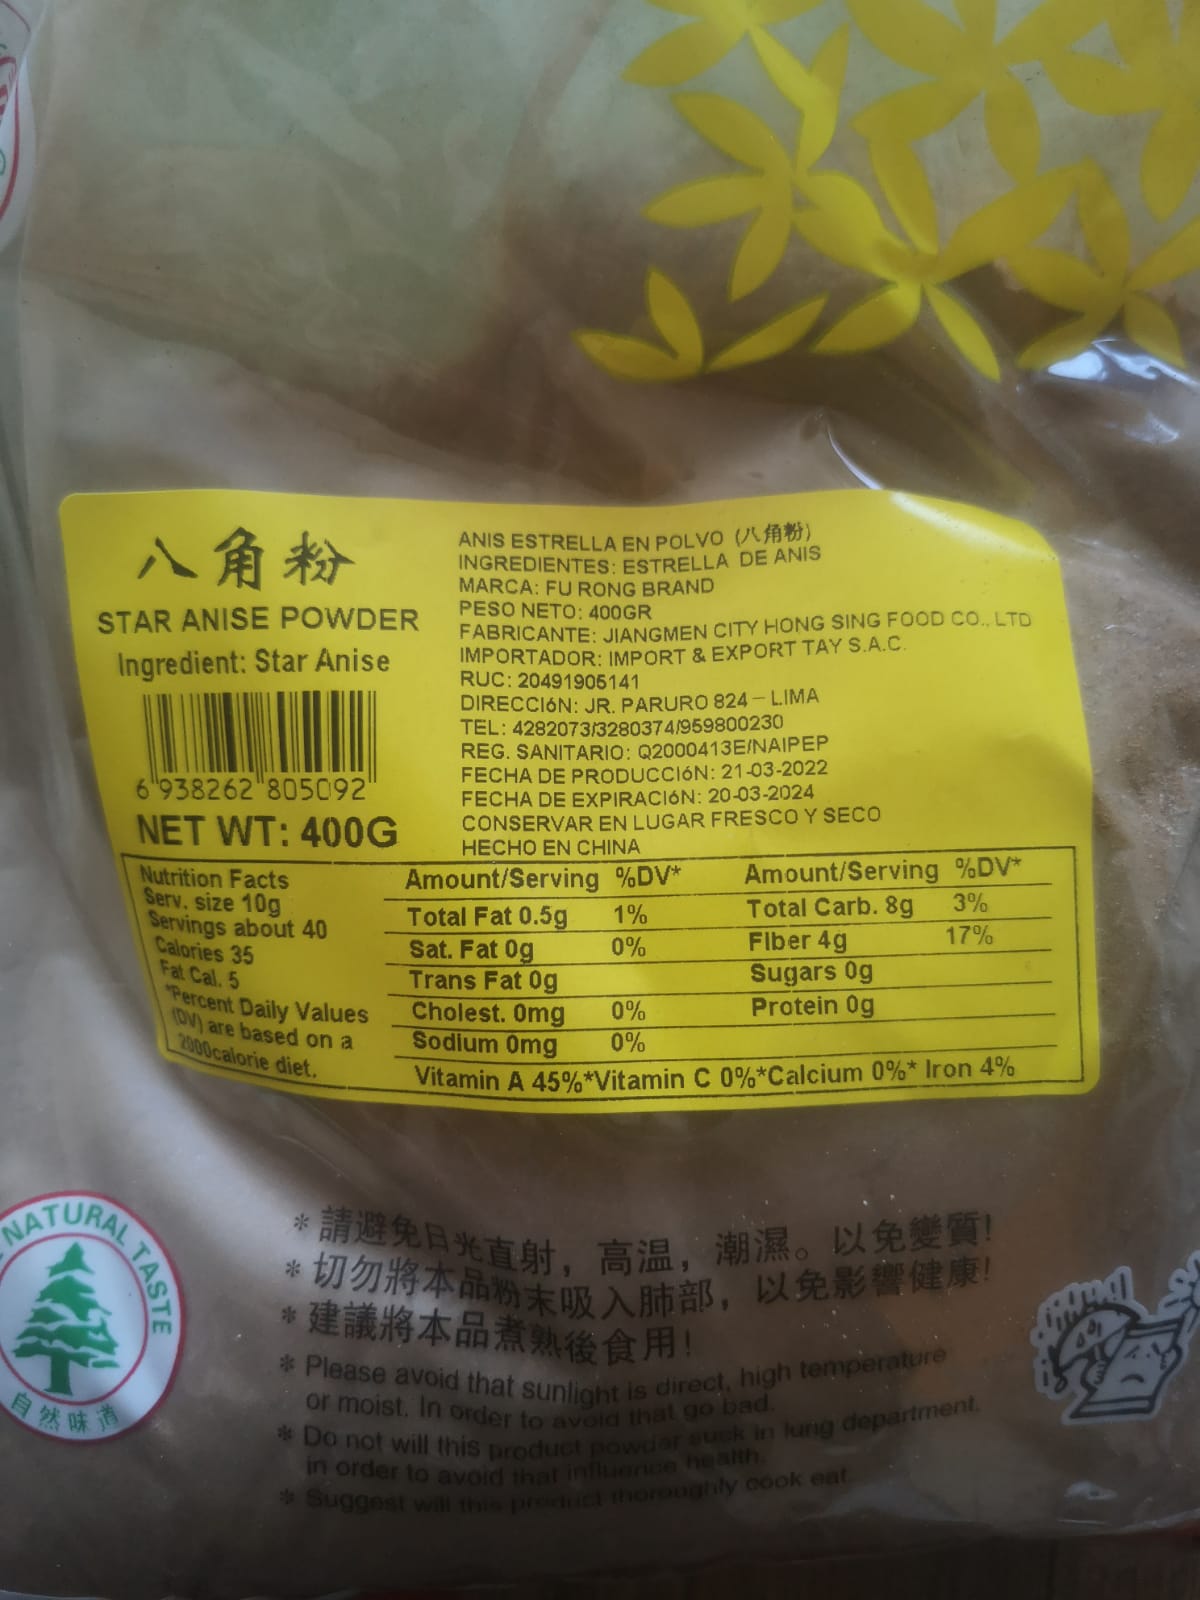 八角粉
STAR ANISE POWDER
Ingredient: Star Anise
6 938262 805092
NET WT: 400G
ANIS ESTRELLA EN POLVO (八角粉)
INGREDIENTES: ESTRELLA DE ANIS
MARCA: FU RONG BRAND
PESO NETO: 400GR
FABRICANTE: JIANGMEN CITY HONG SING FOOD CO., LTD
IMPORTADOR: IMPORT & EXPORT TAY S.A.C.
RUC: 20491905141
DIRECCIóN: JR. PARURO 824 – LIMA
TEL: 4282073/3280374/959800230
REG. SANITARIO: Q2000413E/NAIPEP
FECHA DE PRODUCCIóN: 21-03-2022
FECHA DE EXPIRACIóN: 20-03-2024
CONSERVAR EN LUGAR FRESCO Y SECO
HECHO EN CHINA
Nutrition Facts
Serv. size 10g
Servings about 40
Calories 35
Fat Cal. 5
*Percent Daily Values
(DV) are based on a
2000calorie diet.
Amount/Serving %DV*
Total Fat 0.5g 1%
Sat. Fat 0g 0%
Trans Fat 0g
Cholest. 0mg 0%
Sodium 0mg 0%
Amount/Serving %DV*
Total Carb. 8g 3%
Fiber 4g 17%
Sugars 0g
Protein 0g
Vitamin A 45%*Vitamin C 0%*Calcium 0%* Iron 4%
NATURAL TASTE
自然味道
* 請避免日光直射，高温，潮濕。以免變質!
* 切勿將本品粉末吸入肺部，以免影響健康!
* 建議將本品煮熟後食用!
* Please avoid that sunlight is direct, high temperature
or moist. In order to avoid that go bad.
* Do not will this product powdar suck in lung department.
in order to avoid that influence health.
* Suggest will this product thoroughly cook eat.